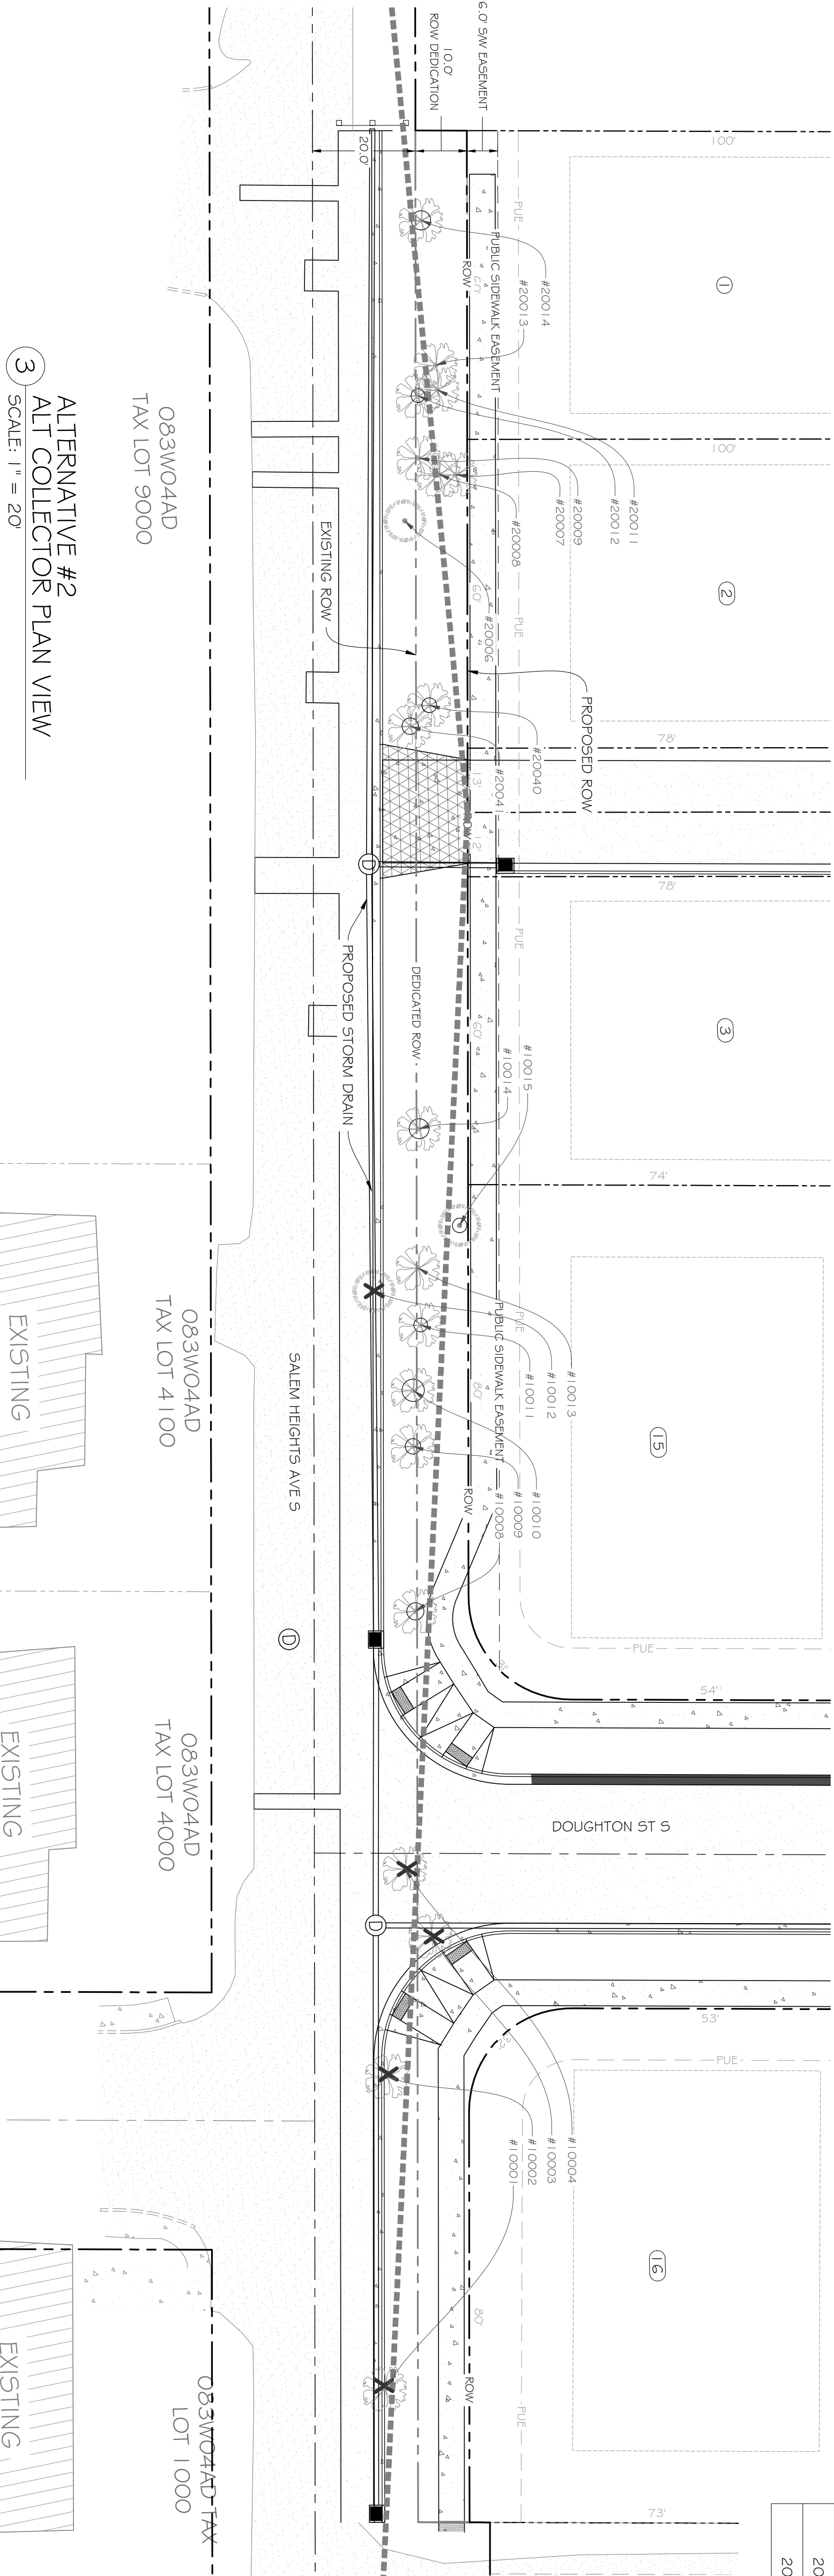 6.0' S/W EASEMENT
10.0'
ROW DEDICATION
20.0'
100'
1
PUE
PUBLIC SIDEWALK EASEMENT
ROW
60'
#20014
#20013
100'
#20011
#20012
#20009
#20007
#20008
2
#20006
60'
PUE
EXISTING ROW
PROPOSED ROW
#20040
#20041
78'
13'
ROW
12'
78'
D
PUE
3
PROPOSED STORM DRAIN
DEDICATED ROW
60'
#10015
#10014
74'
PUE
PUBLIC SIDEWALK EASEMENT
#10013
#10012
#10011
80'
15
#10010
#10009
#10008
ROW
SALEM HEIGHTS AVE S
D
PUE
54'
DOUGHTON ST S
D
53'
PUE
#10004
#10003
#10002
#10001
16
80'
ROW
PUE
73'
083W04AD
TAX LOT 9000
083W04AD
TAX LOT 4100
EXISTING
083W04AD
TAX LOT 4000
EXISTING
083W04AD TAX
LOT 1000
EXISTING
3
ALTERNATIVE #2
ALT COLLECTOR PLAN VIEW
SCALE: 1" = 20'